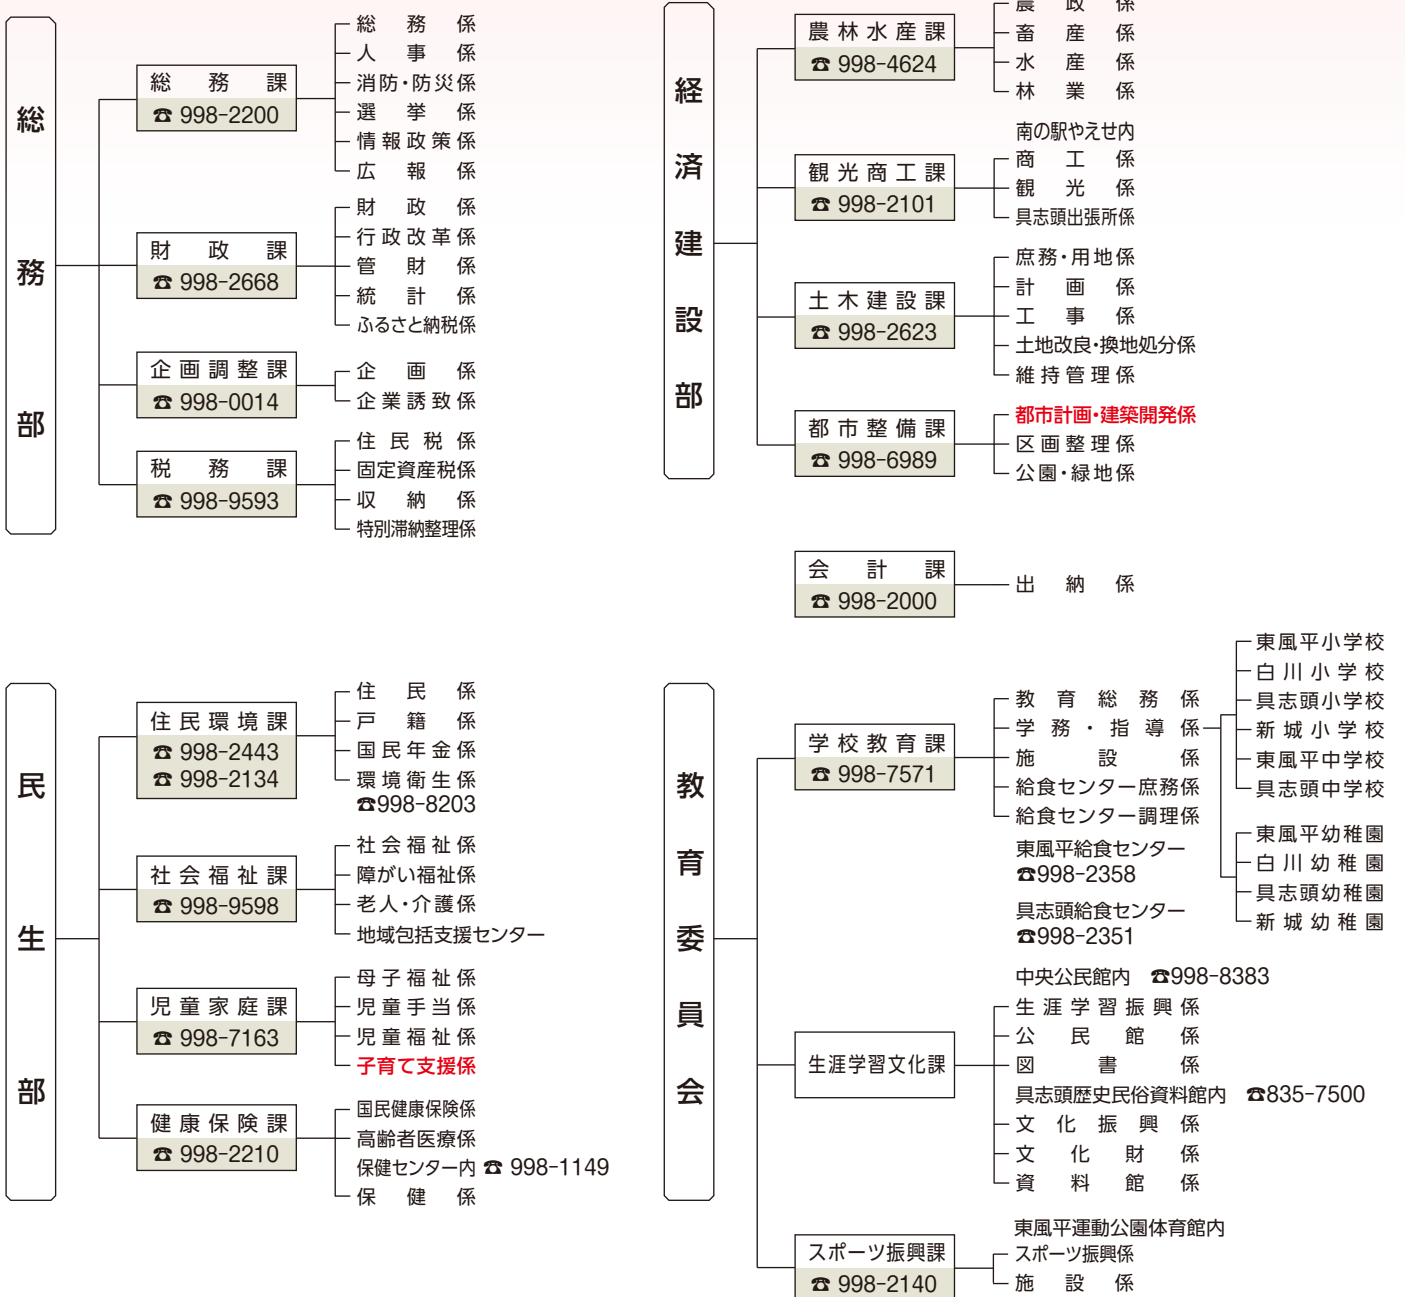 総務部
総務課
☎ 998-2200
総務係
人事係
消防・防災係
選挙係
情報政策係
広報係
財政課
☎ 998-2668
財政係
行政改革係
管財係
統計係
ふるさと納税係
企画調整課
☎ 998-0014
企画係
企業誘致係
税務課
☎ 998-9593
住民税係
固定資産税係
収納係
特別滞納整理係
経済建設部
農林水産課
☎ 998-4624
農政係
畜産係
水産係
林業係
観光商工課
☎ 998-2101
南の駅やえせ内
商工係
観光係
具志頭出張所係
土木建設課
☎ 998-2623
庶務・用地係
計画係
工事係
土地改良・換地処分係
維持管理係
都市整備課
☎ 998-6989
都市計画・建築開発係
区画整理係
公園・緑地係
会計課
☎ 998-2000
出納係
民生部
住民環境課
☎ 998-2443
☎ 998-2134
住民係
戸籍係
国民年金係
環境衛生係
☎998-8203
社会福祉課
☎ 998-9598
社会福祉係
障がい福祉係
老人・介護係
地域包括支援センター
児童家庭課
☎ 998-7163
母子福祉係
児童手当係
児童福祉係
子育て支援係
健康保険課
☎ 998-2210
国民健康保険係
高齢者医療係
保健センター内 ☎ 998-1149
保健係
教育委員会
学校教育課
☎ 998-7571
教育総務係
学務・指導係
施設係
給食センター庶務係
給食センター調理係
東風平給食センター
☎998-2358
具志頭給食センター
☎998-2351
東風平小学校
白川小学校
具志頭小学校
新城小学校
東風平中学校
具志頭中学校
東風平幼稚園
白川幼稚園
具志頭幼稚園
新城幼稚園
生涯学習文化課
中央公民館内 ☎998-8383
生涯学習振興係
公民館係
図書係
具志頭歴史民俗資料館内 ☎835-7500
文化振興係
文化財係
資料館係
スポーツ振興課
☎ 998-2140
東風平運動公園体育館内
スポーツ振興係
施設係